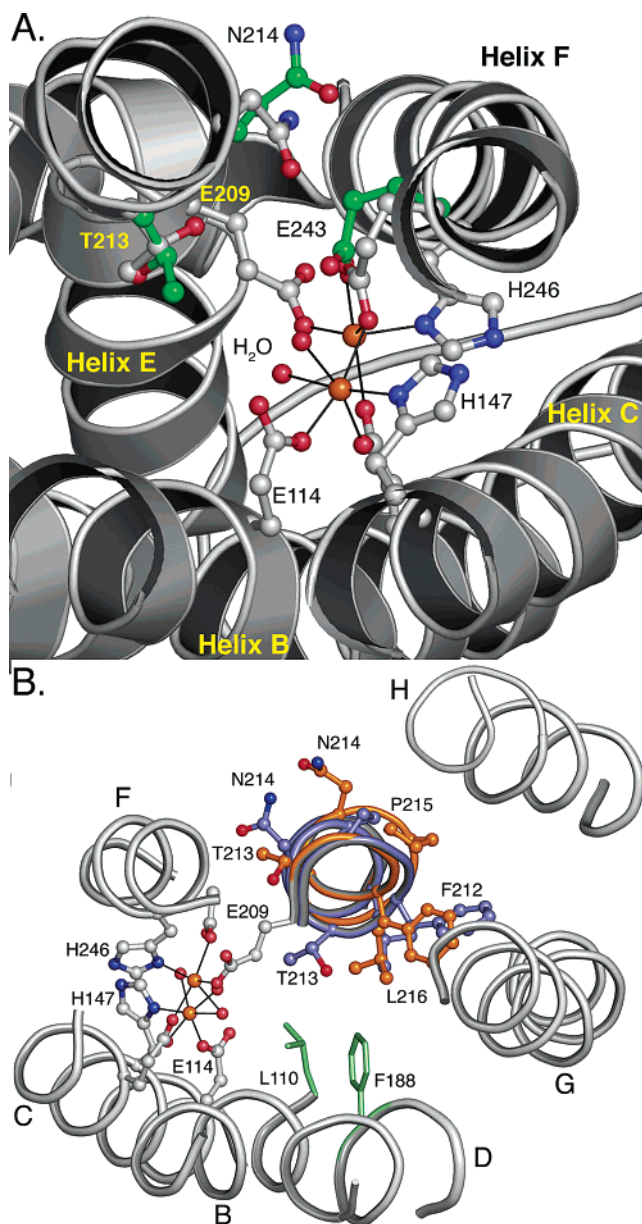 A.
N214
Helix F
E209
T213
E243
H246
H₂O
Helix E
H147
Helix C
E114
Helix B
B.
H
N214
N214
F
P215
T213
E209
F212
H246
T213
H147
L216
E114
L110
F188
G
C
D
B